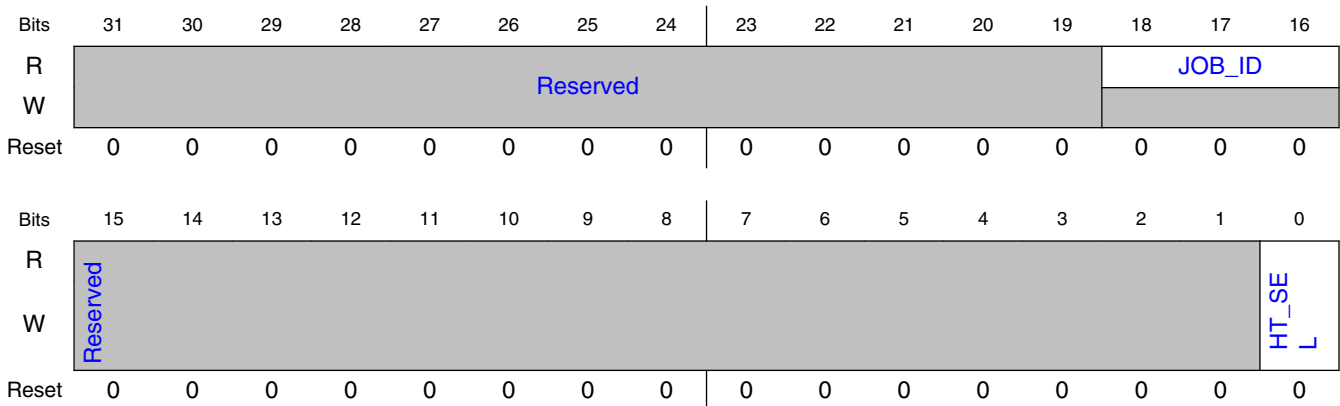 Bits 31 30 29 28 27 26 25 24 23 22 21 20 19 18 17 16
R Reserved JOB_ID
W
Reset 0 0 0 0 0 0 0 0 0 0 0 0 0 0 0 0
Bits 15 14 13 12 11 10 9 8 7 6 5 4 3 2 1 0
R
W
Reserved
HT_SE
L
Reset 0 0 0 0 0 0 0 0 0 0 0 0 0 0 0 0